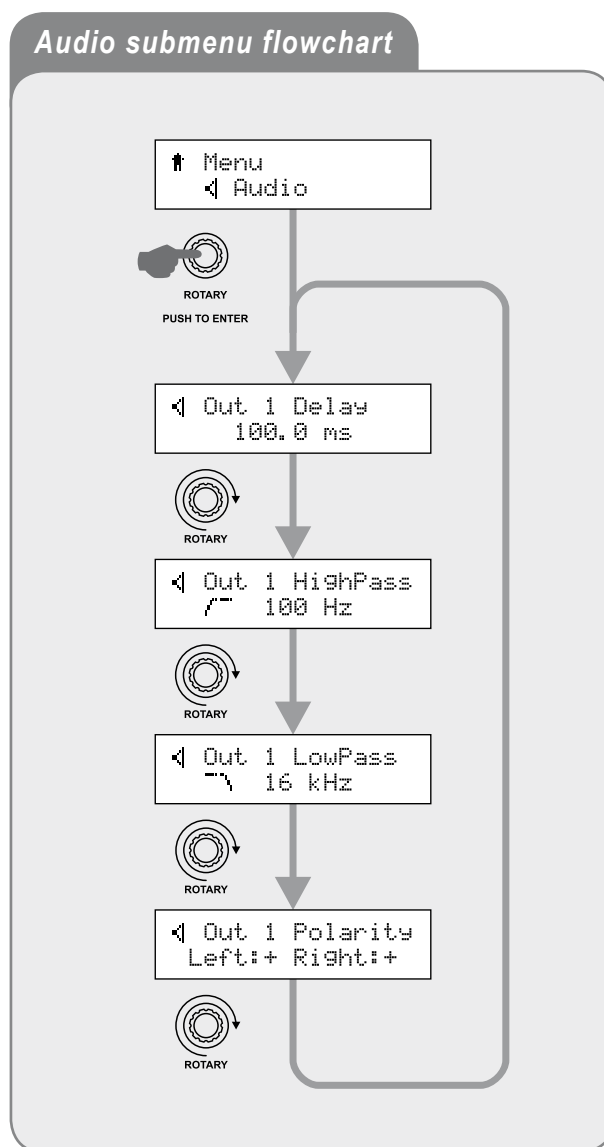 Audio submenu flowchart
Menu
Audio
ROTARY
PUSH TO ENTER
Out 1 Delay
100.0 ms
ROTARY
Out 1 HighPass
100 Hz
ROTARY
Out 1 LowPass
16 kHz
ROTARY
Out 1 Polarity
Left:+ Right:+
ROTARY